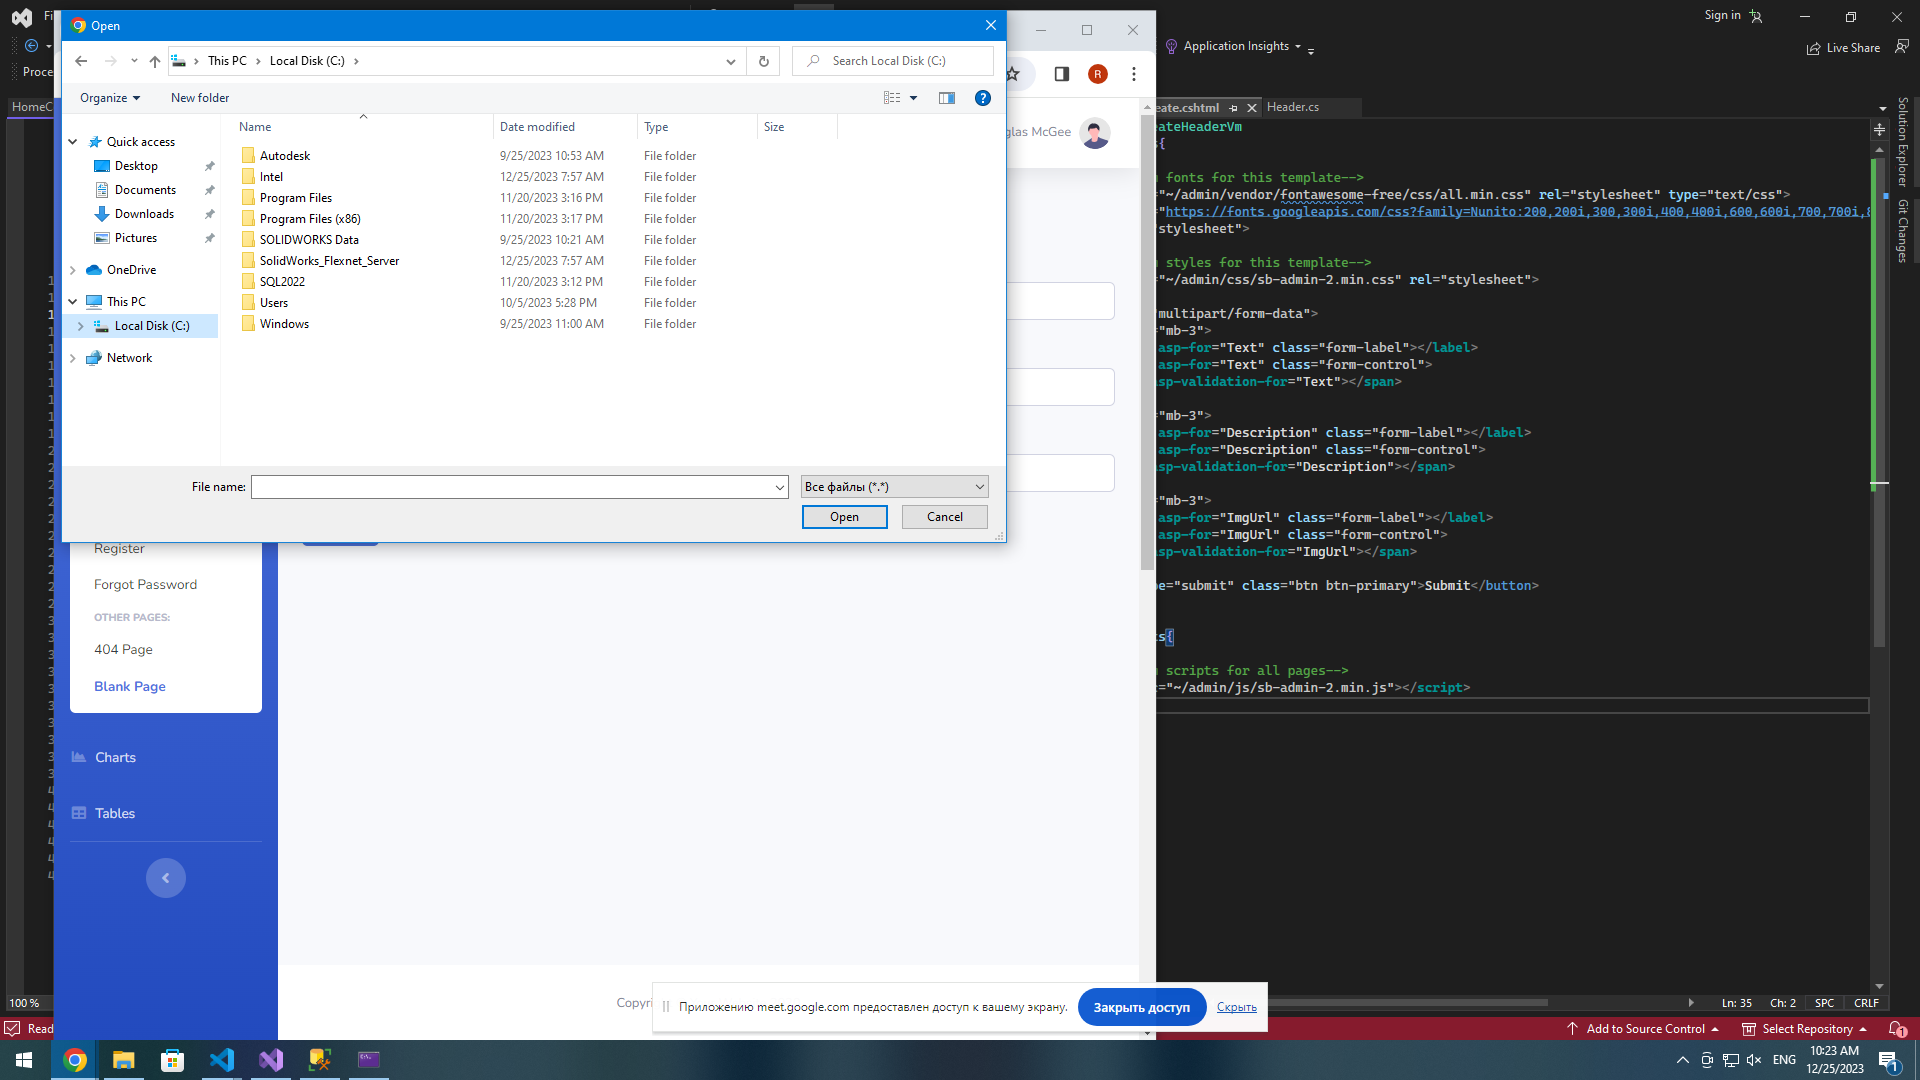 Open
This PC
Local Disk (C:)
Search Local Disk (C:)
Organize
New folder
Name
Date modified
Type
Size
Quick access
Desktop
Documents
Downloads
Pictures
OneDrive
This PC
Local Disk (C:)
Network
Autodesk 9/25/2023 10:53 AM File folder
Intel 12/25/2023 7:57 AM File folder
Program Files 11/20/2023 3:16 PM File folder
Program Files (x86) 11/20/2023 3:17 PM File folder
SOLIDWORKS Data 9/25/2023 10:21 AM File folder
SolidWorks_Flexnet_Server 12/25/2023 7:57 AM File folder
SQL2022 11/20/2023 3:12 PM File folder
Users 10/5/2023 5:28 PM File folder
Windows 9/25/2023 11:00 AM File folder
File name:
Все файлы (*.*)
Open
Cancel
Register
Forgot Password
OTHER PAGES:
404 Page
Blank Page
Charts
Tables
R
McGee
Sign in
Application Insights
Live Share
Header.cs
Solution Explorer
Git Changes
eateHeaderVm
{
fonts for this template-->
="~/admin/vendor/fontawesome-free/css/all.min.css" rel="stylesheet" type="text/css">
"https://fonts.googleapis.com/css?family=Nunito:200,200i,300,300i,400,400i,600,600i,700,700i,
"stylesheet">
styles for this template-->
="~/admin/css/sb-admin-2.min.css" rel="stylesheet">
multipart/form-data">
="mb-3">
asp-for="Text" class="form-label"></label>
asp-for="Text" class="form-control">
sp-validation-for="Text"></span>
="mb-3">
asp-for="Description" class="form-label"></label>
asp-for="Description" class="form-control">
sp-validation-for="Description"></span>
="mb-3">
asp-for="ImgUrl" class="form-label"></label>
asp-for="ImgUrl" class="form-control">
sp-validation-for="ImgUrl"></span>
pe="submit" class="btn btn-primary">Submit</button>
s{
scripts for all pages-->
="~/admin/js/sb-admin-2.min.js"></script>
Приложению meet.google.com предоставлен доступ к вашему экрану.
Закрыть доступ
Скрыть
100 %
Ln: 35 Ch: 2 SPC CRLF
Add to Source Control
Select Repository
1
ENG
10:23 AM
12/25/2023
1